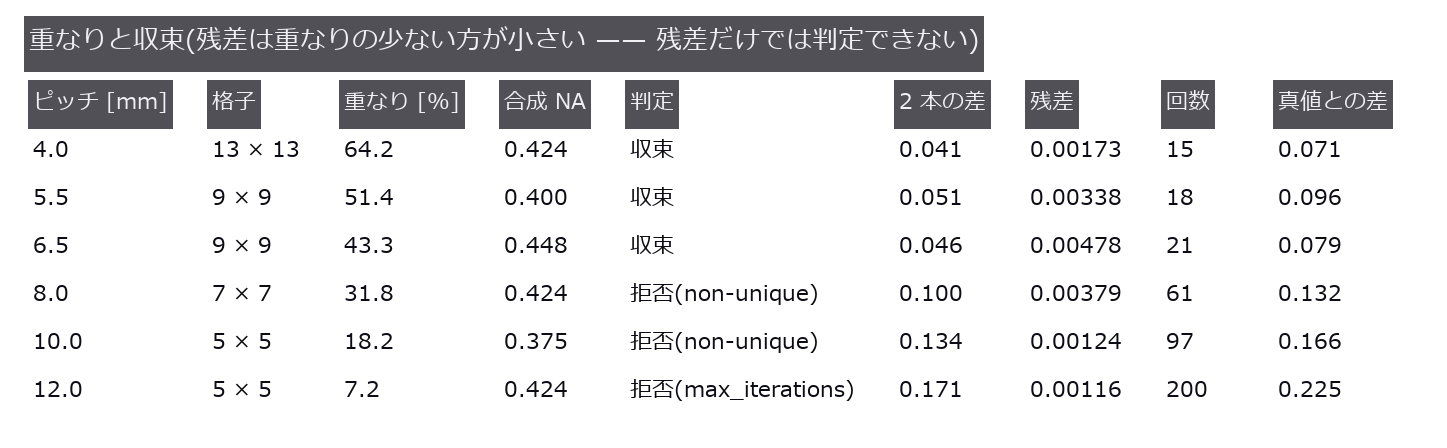 重なりと収束(残差は重なりの少ない方が小さい —— 残差だけでは判定できない)
ピッチ [mm] 格子 重なり [%] 合成 NA 判定 2 本の差 残差 回数 真値との差
4.0 13 × 13 64.2 0.424 収束 0.041 0.00173 15 0.071
5.5 9 × 9 51.4 0.400 収束 0.051 0.00338 18 0.096
6.5 9 × 9 43.3 0.448 収束 0.046 0.00478 21 0.079
8.0 7 × 7 31.8 0.424 拒否(non-unique) 0.100 0.00379 61 0.132
10.0 5 × 5 18.2 0.375 拒否(non-unique) 0.134 0.00124 97 0.166
12.0 5 × 5 7.2 0.424 拒否(max_iterations) 0.171 0.00116 200 0.225